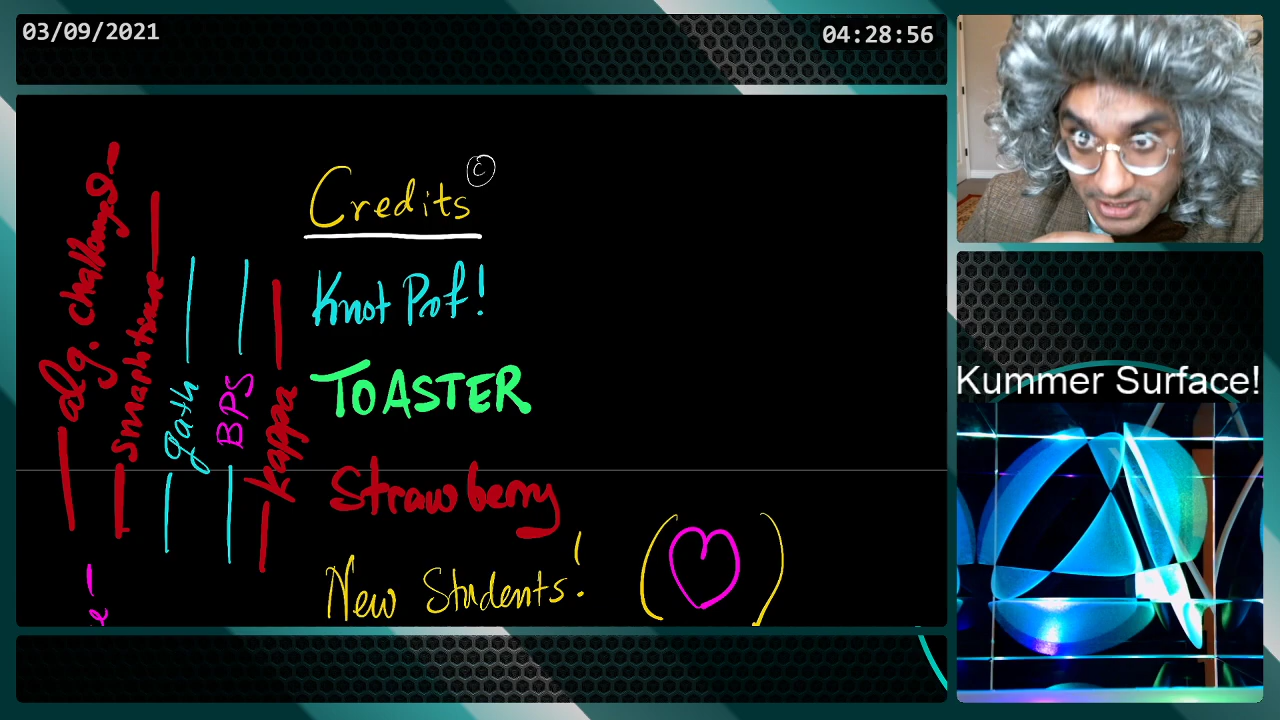 03/09/2021
04:28:56
Credits ©
Knot Prof!
TOASTER
Strawberry
New Students!
alg. challenge
gath
BPS
kappa
Kummer Surface!